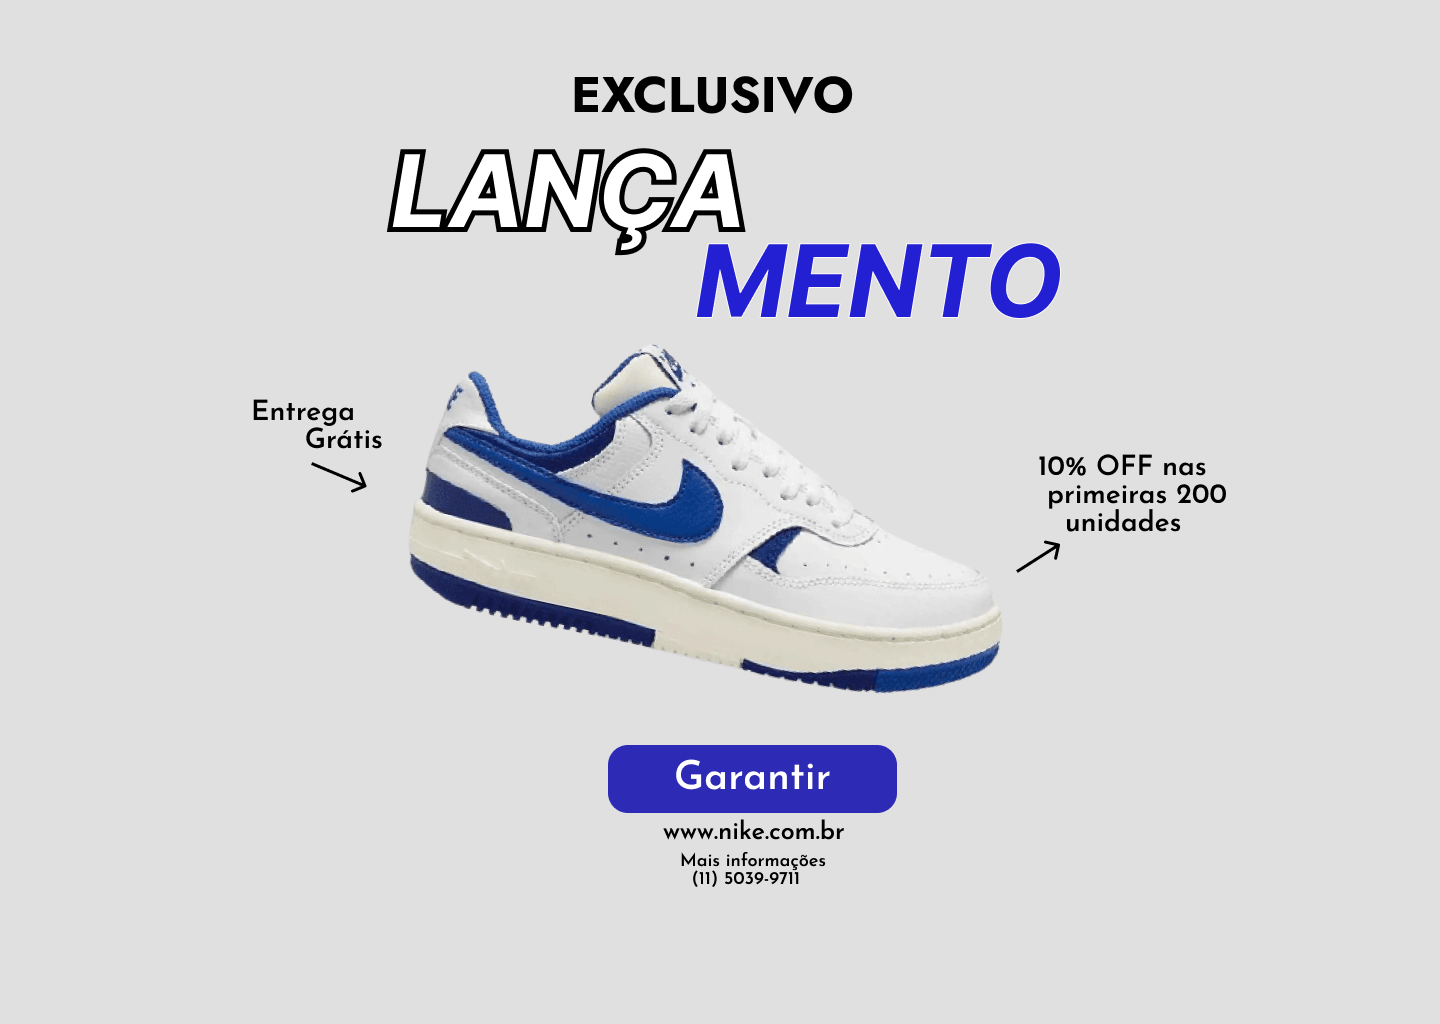 EXCLUSIVO
LANÇA
MENTO
Entrega
Grátis
10% OFF nas
primeiras 200
unidades
Garantir
www.nike.com.br
Mais informações
(11) 5039-9711